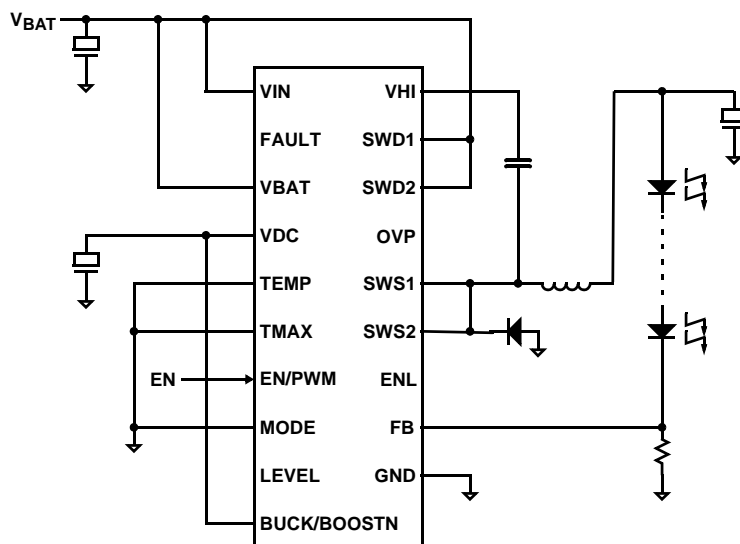 VBAT
VIN
FAULT
VBAT
VDC
TEMP
TMAX
EN
EN/PWM
MODE
LEVEL
BUCK/BOOSTN
VHI
SWD1
SWD2
OVP
SWS1
SWS2
ENL
FB
GND